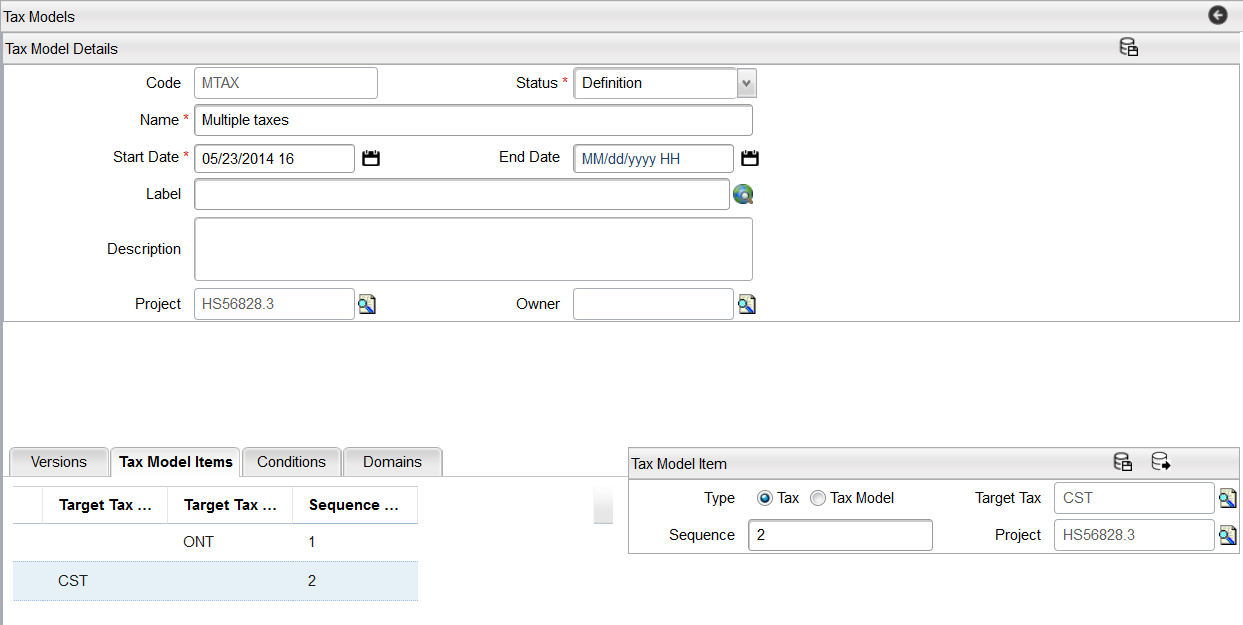 Tax Models
Tax Model Details
Code MTAX Status * Definition
Name * Multiple taxes
Start Date * 05/23/2014 16 End Date MM/dd/yyyy HH
Label
Description
Project HS56828.3 Owner
Versions Tax Model Items Conditions Domains
Target Tax ... Target Tax ... Sequence ...
ONT 1
CST 2
Tax Model Item
Type Tax Tax Model Target Tax CST
Sequence 2 Project HS56828.3